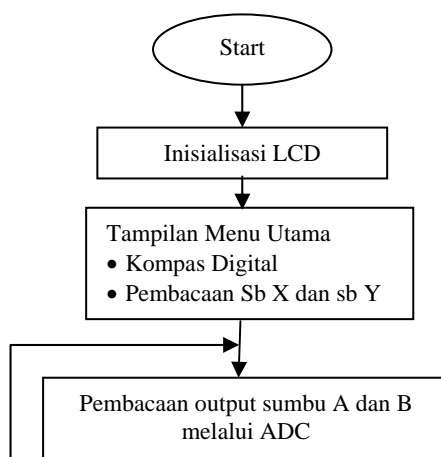 Start
Inisialisasi LCD
Tampilan Menu Utama
• Kompas Digital
• Pembacaan Sb X dan sb Y
Pembacaan output sumbu A dan B
melalui ADC